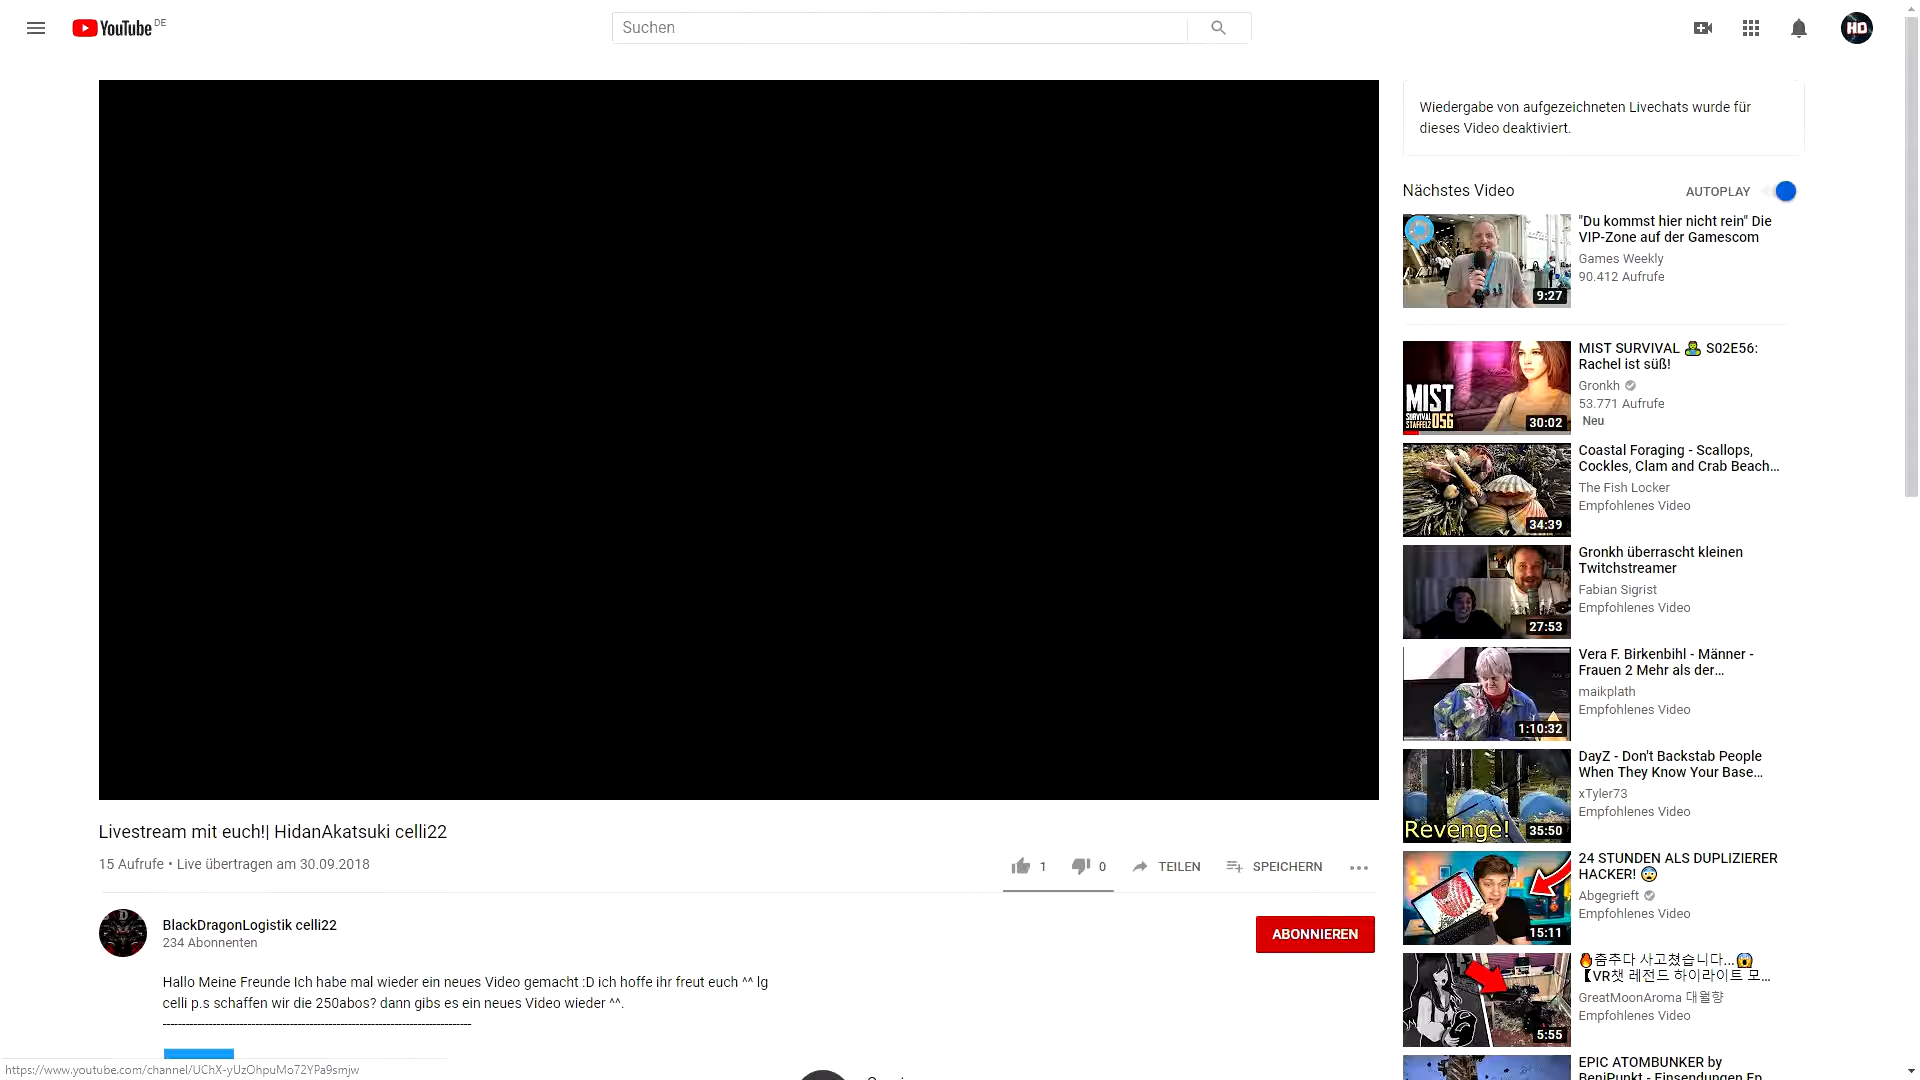 YouTube DE
Suchen
HD
Wiedergabe von aufgezeichneten Livechats wurde für
dieses Video deaktiviert.
Nächstes Video
AUTOPLAY
"Du kommst hier nicht rein" Die
VIP-Zone auf der Gamescom
Games Weekly
90.412 Aufrufe
9:27
MIST SURVIVAL 🧟 S02E56:
Rachel ist süß!
Gronkh
53.771 Aufrufe
Neu
MIST
SURVIVAL
STAFFEL2 056
30:02
Coastal Foraging - Scallops,
Cockles, Clam and Crab Beach...
The Fish Locker
Empfohlenes Video
34:39
Gronkh überrascht kleinen
Twitchstreamer
Fabian Sigrist
Empfohlenes Video
27:53
Vera F. Birkenbihl - Männer -
Frauen 2 Mehr als der...
maikplath
Empfohlenes Video
1:10:32
DayZ - Don't Backstab People
When They Know Your Base...
xTyler73
Empfohlenes Video
Revenge!
35:50
24 STUNDEN ALS DUPLIZIERER
HACKER! 😨
Abgegrieft
Empfohlenes Video
15:11
🔥춤추다 사고쳤습니다...😱
【VR챗 레전드 하이라이트 모...
GreatMoonAroma 대월향
Empfohlenes Video
5:55
EPIC ATOMBUNKER by
BenjPunkt - Einsendungen Ep
Livestream mit euch!| HidanAkatsuki celli22
15 Aufrufe • Live übertragen am 30.09.2018
1
0
TEILEN
SPEICHERN
BlackDragonLogistik celli22
234 Abonnenten
ABONNIEREN
Hallo Meine Freunde Ich habe mal wieder ein neues Video gemacht :D ich hoffe ihr freut euch ^^ lg
celli p.s schaffen wir die 250abos? dann gibs es ein neues Video wieder ^^.
--------------------------------------------------------------------------------
https://www.youtube.com/channel/UChX-yUzOhpuMo72YPa9smjw